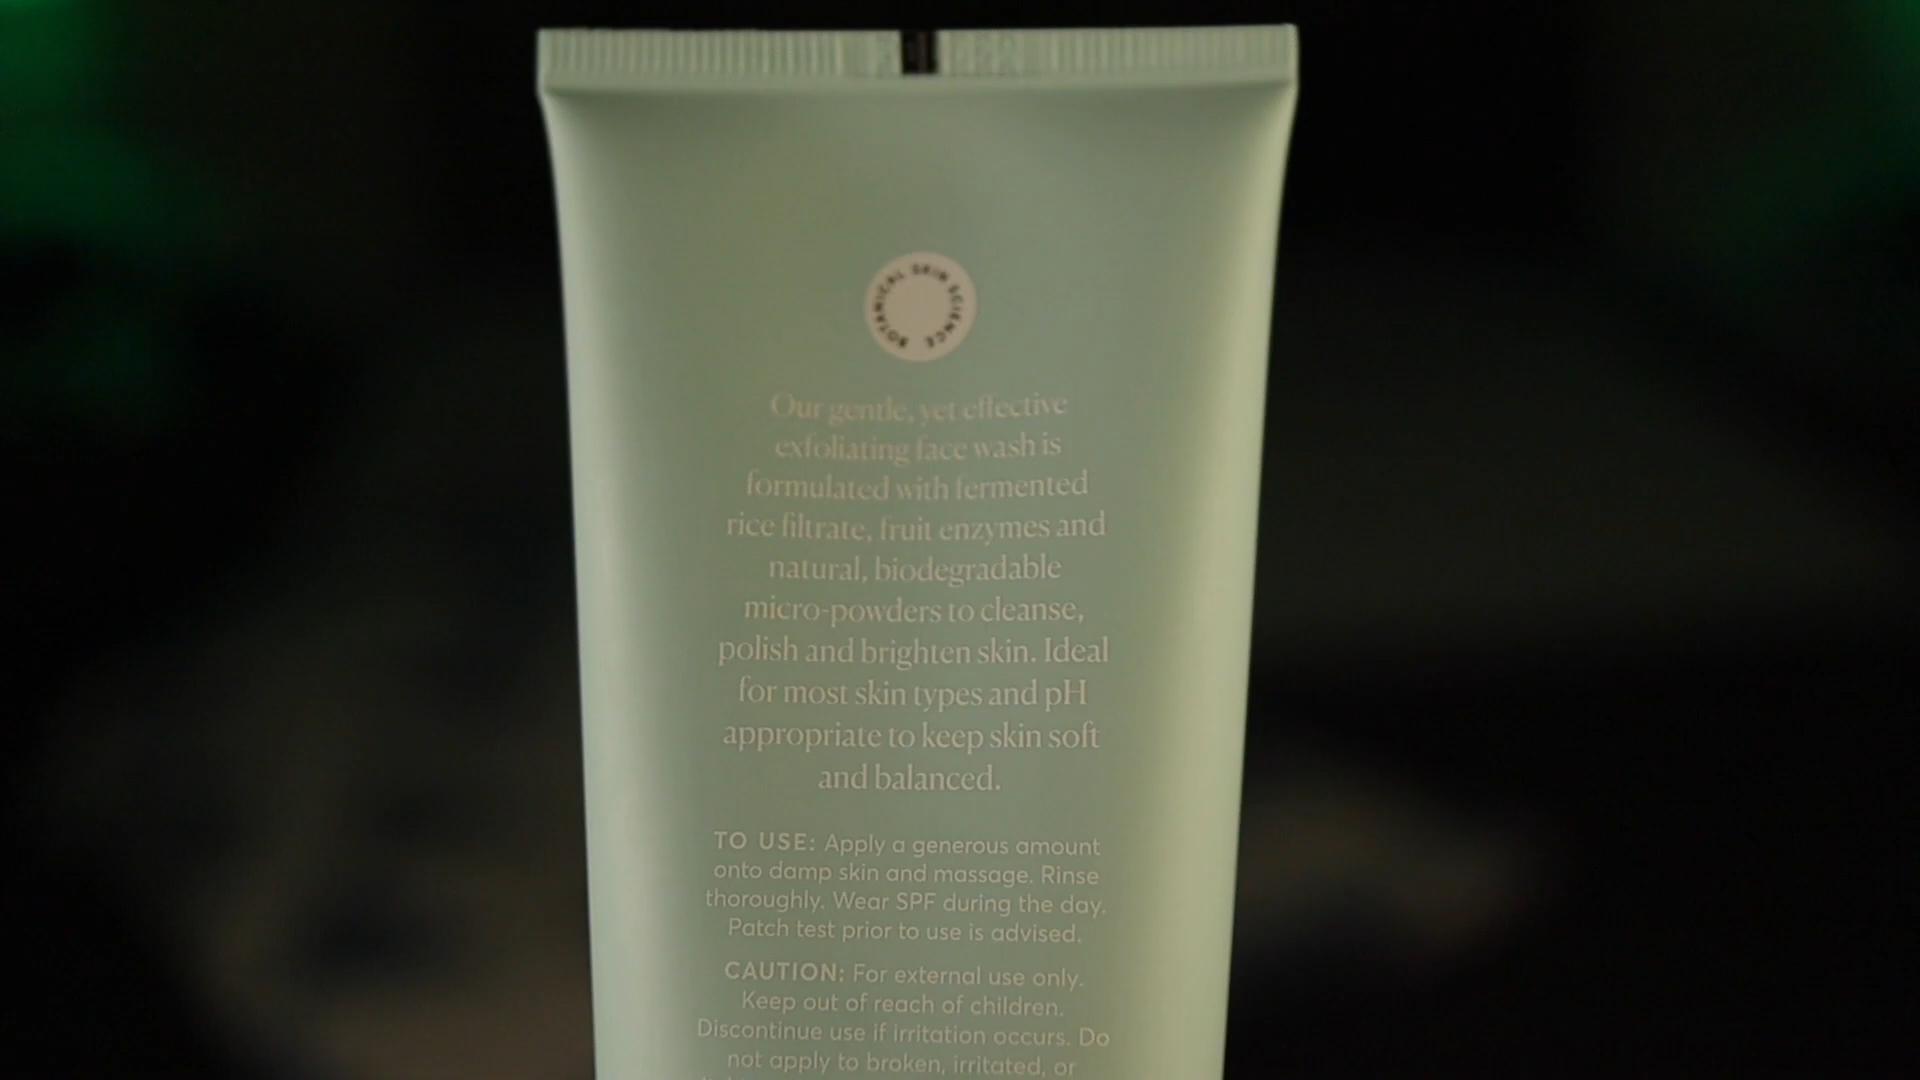 BOTANICAL SKIN SCIENCE
Our gentle, yet effective
exfoliating face wash is
formulated with fermented
rice filtrate, fruit enzymes and
natural, biodegradable
micro-powders to cleanse,
polish and brighten skin. Ideal
for most skin types and pH
appropriate to keep skin soft
and balanced.
TO USE: Apply a generous amount
onto damp skin and massage. Rinse
thoroughly. Wear SPF during the day.
Patch test prior to use is advised.
CAUTION: For external use only.
Keep out of reach of children.
Discontinue use if irritation occurs. Do
not apply to broken, irritated, or